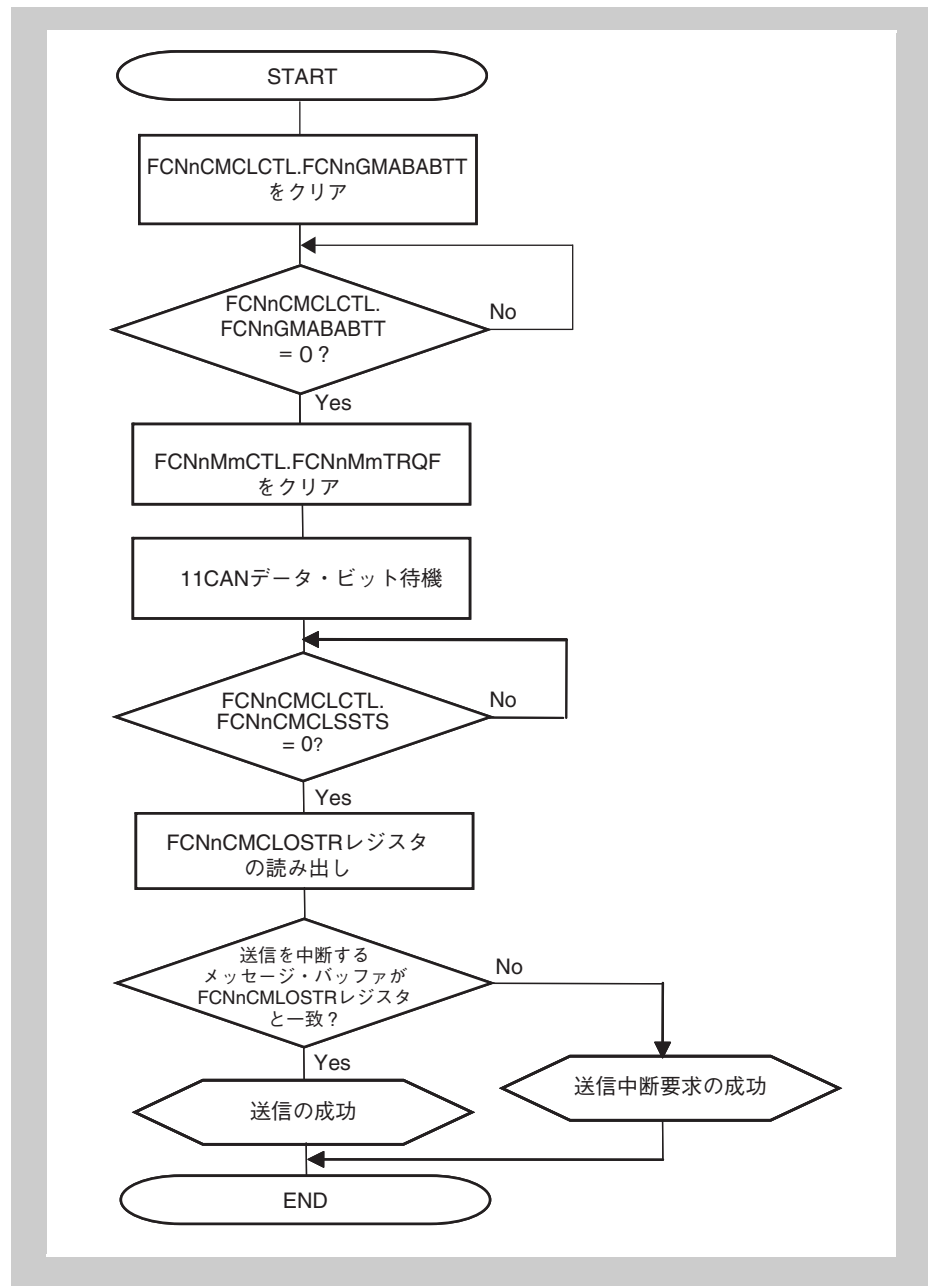 START
FCNnCMCLCTL.FCNnGMABABTT
をクリア
FCNnCMCLCTL.
FCNnGMABABTT
= 0 ?
No
Yes
FCNnMmCTL.FCNnMmTRQF
をクリア
11CANデータ・ビット待機
FCNnCMCLCTL.
FCNnCMCLSSTS
= 0?
No
Yes
FCNnCMCLOSTRレジスタ
の読み出し
送信を中断する
メッセージ・バッファが
FCNnCMLOSTRレジスタ
と一致？
No
Yes
送信の成功
送信中断要求の成功
END